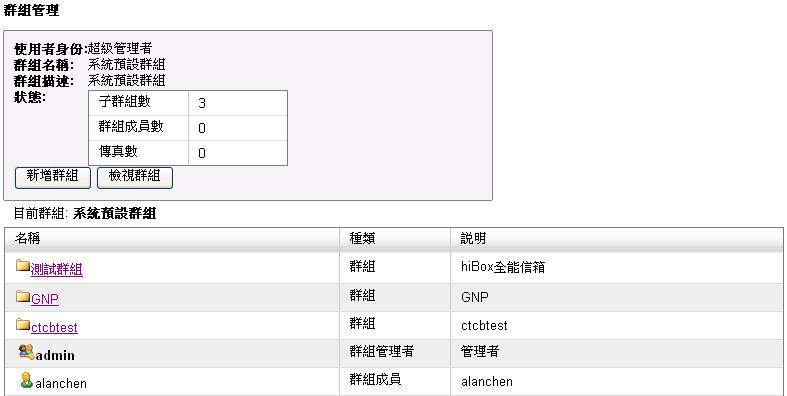 群組管理
使用者身份:超級管理者
群組名稱: 系統預設群組
群組描述: 系統預設群組
狀態:
子群組數 3
群組成員數 0
傳真數 0
新增群組 檢視群組
目前群組: 系統預設群組
名稱 種類 說明
測試群組 群組 hiBox全能信箱
GNP 群組 GNP
ctcbtest 群組 ctcbtest
admin 群組管理者 管理者
alanchen 群組成員 alanchen